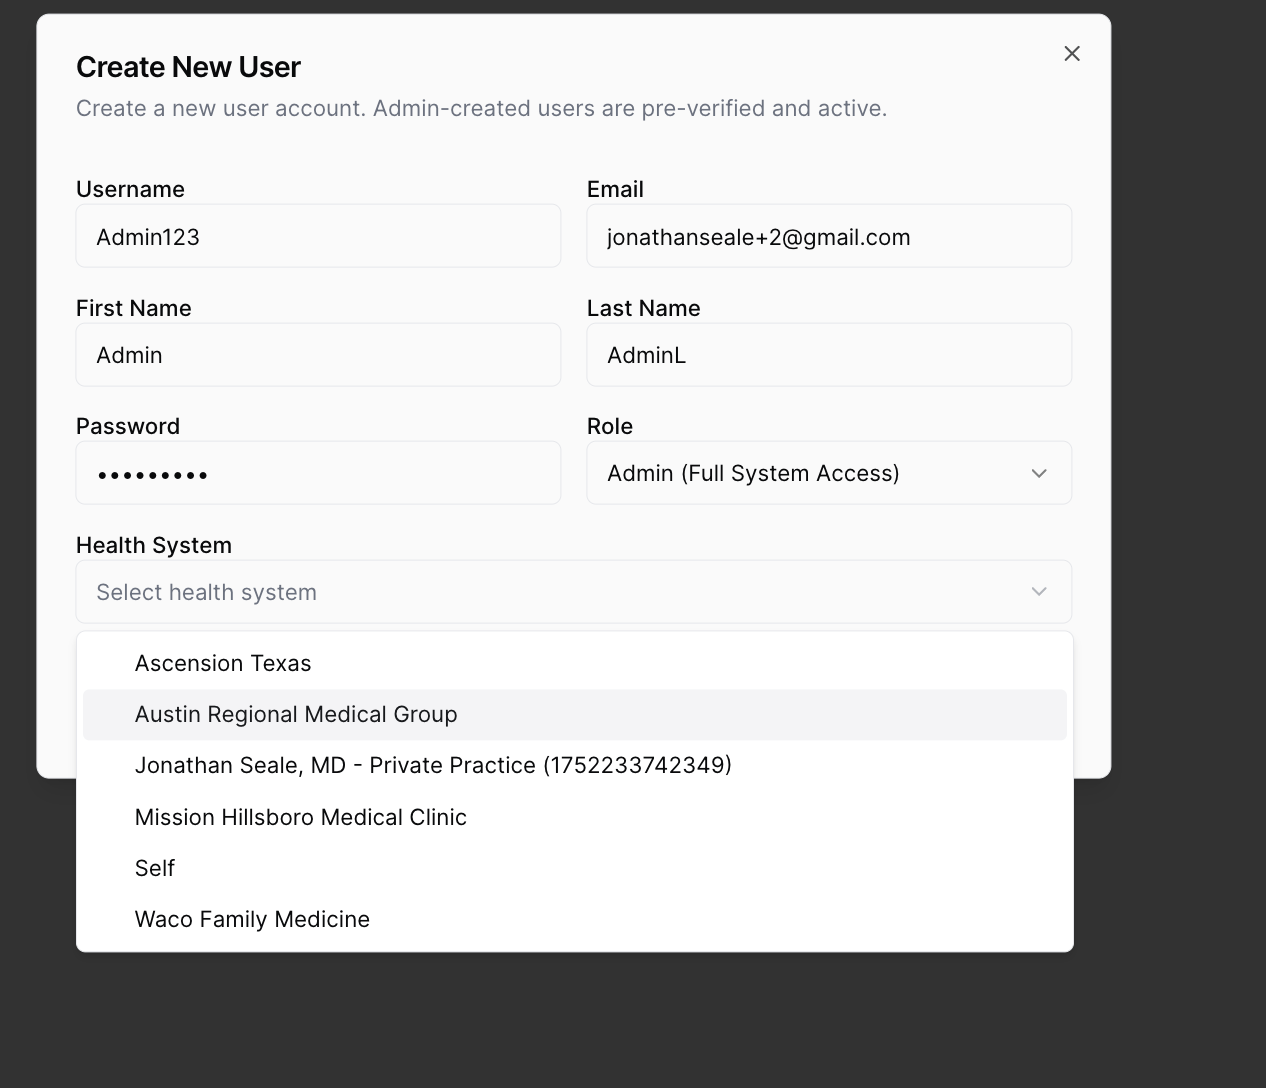 Create New User
Create a new user account. Admin-created users are pre-verified and active.
Username
Email
Admin123
jonathanseale+2@gmail.com
First Name
Last Name
Admin
AdminL
Password
Role
•••••••••
Admin (Full System Access)
Health System
Select health system
Ascension Texas
Austin Regional Medical Group
Jonathan Seale, MD - Private Practice (1752233742349)
Mission Hillsboro Medical Clinic
Self
Waco Family Medicine